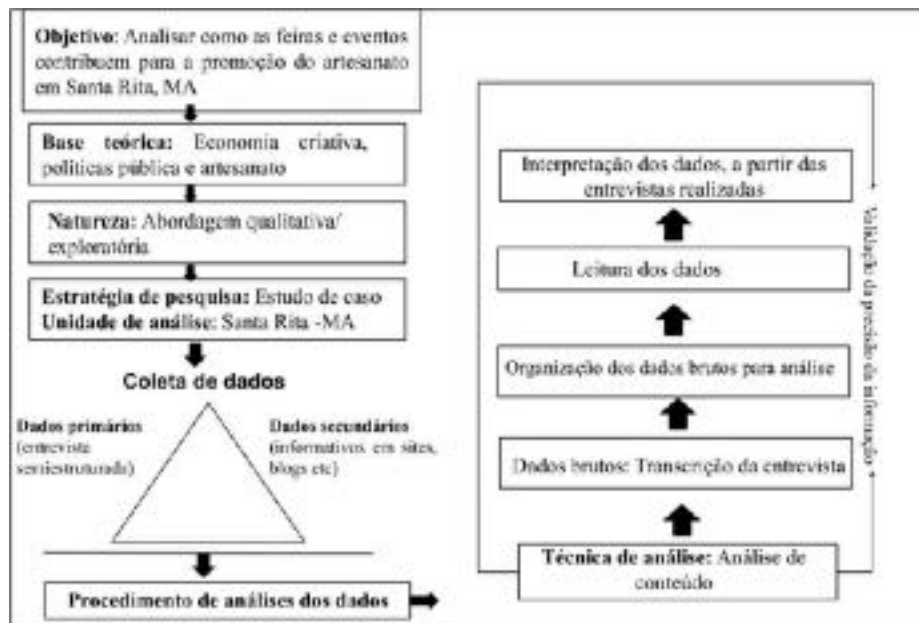 Objetivo: Analisar como as feiras e eventos
contribuem para a promoção do artesanato
em Santa Rita, MA
Base teórica: Economia criativa,
políticas pública e artesanato
Natureza: Abordagem qualitativa/
exploratória
Estratégia de pesquisa: Estudo de caso
Unidade de análise: Santa Rita -MA
Coleta de dados
Dados primários
(entrevista
semiestruturada)
Dados secundários
(informativos em sites,
blogs etc)
Procedimento de análises dos dados
Interpretação dos dados, a partir das
entrevistas realizadas
Leitura dos dados
Organização dos dados brutos para análise
Dados brutos: Transcrição da entrevista
Técnica de análise: Análise de
conteúdo
Validação da precisão da informação